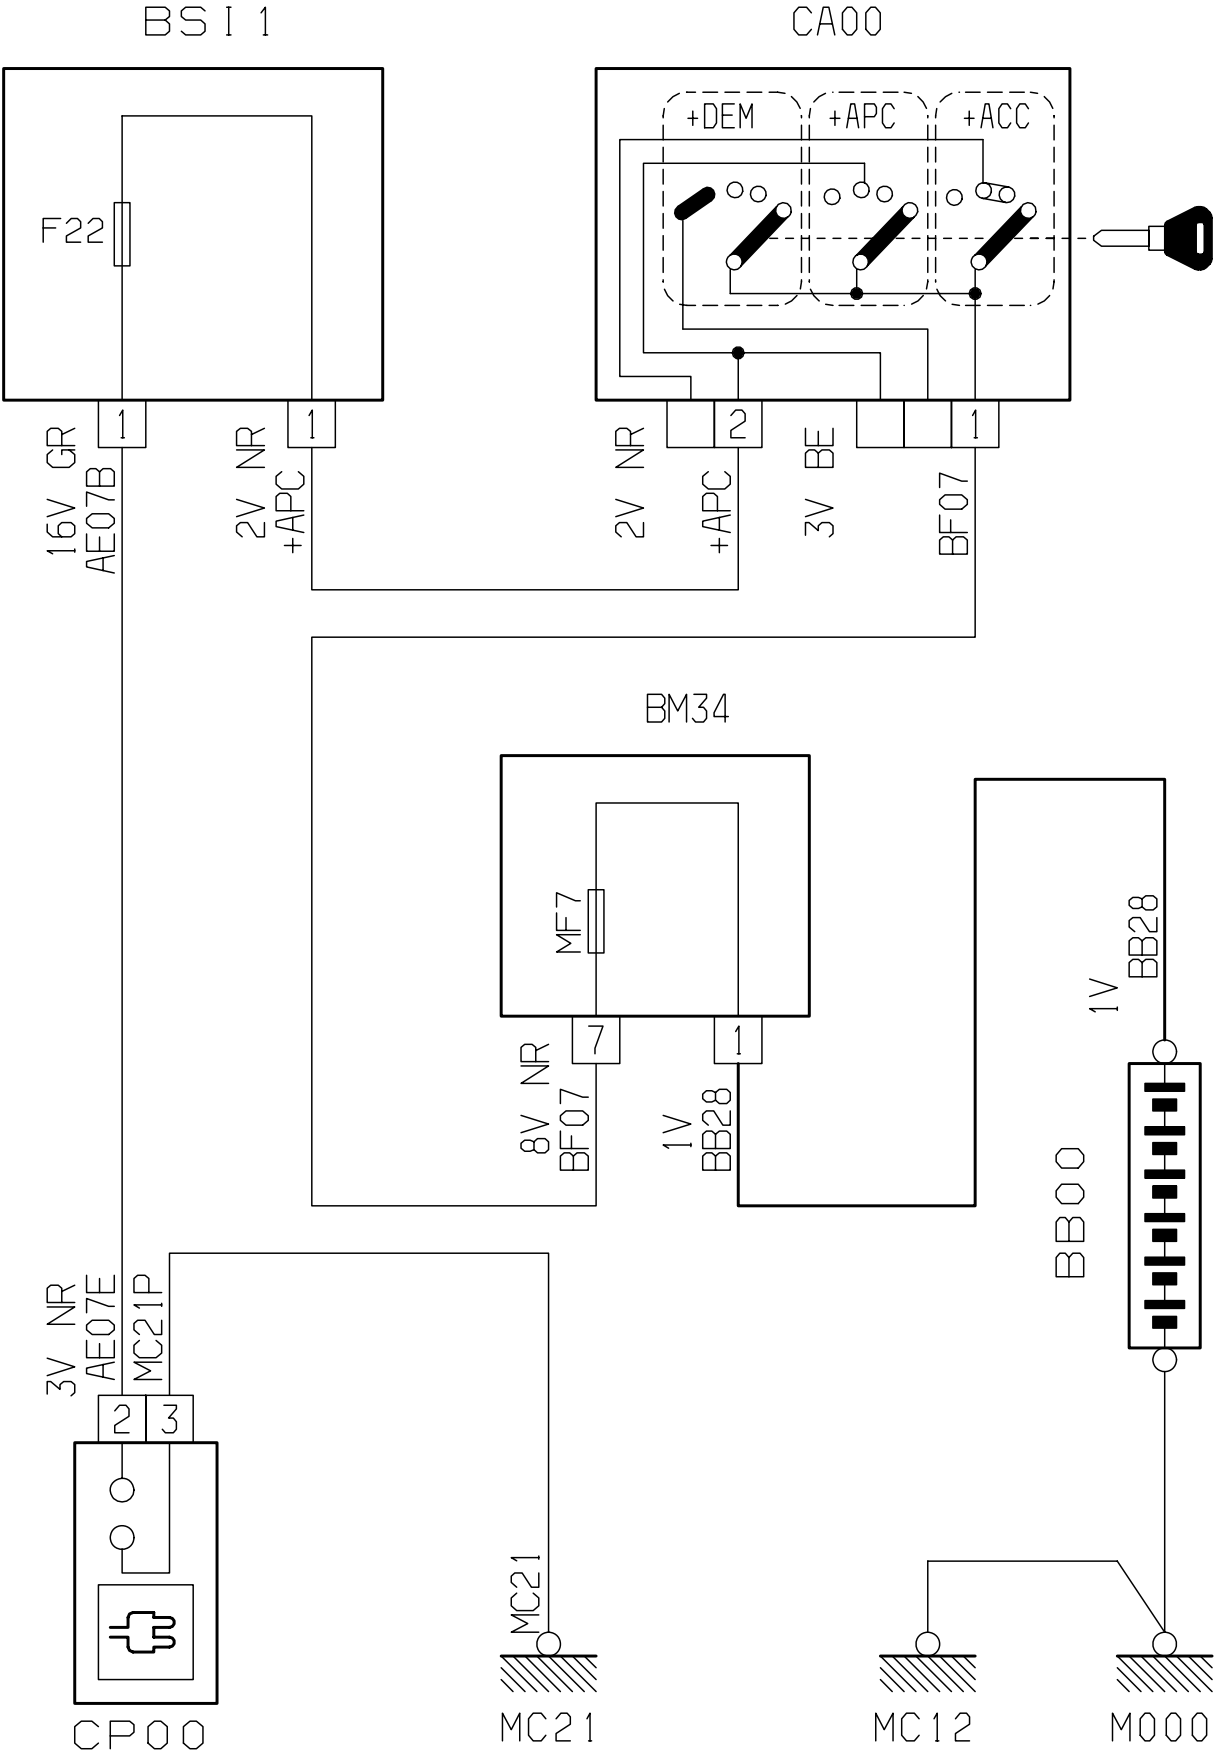 BSI1
CA00
+DEM
+APC
+ACC
F22
1
1
2
1
16V GR
AE07B
2V NR
+APC
2V NR
+APC
3V BE
BF07
BM34
MF7
7
1
8V NR
BF07
1V
BB28
1V
BB28
BB00
3V NR
AE07E
MC21P
2
3
CP00
MC21
MC21
MC12
M000